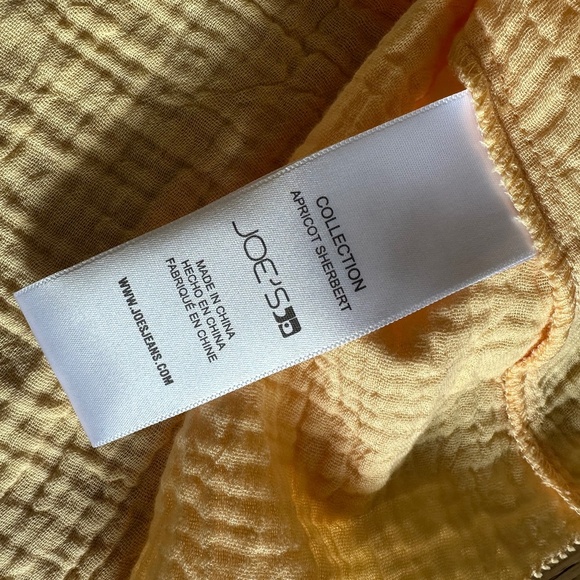 COLLECTION
APRICOT SHERBERT
JOE'S
MADE IN CHINA
HECHO EN CHINA
FABRIQUÉ EN CHINE
WWW.JOESJEANS.COM